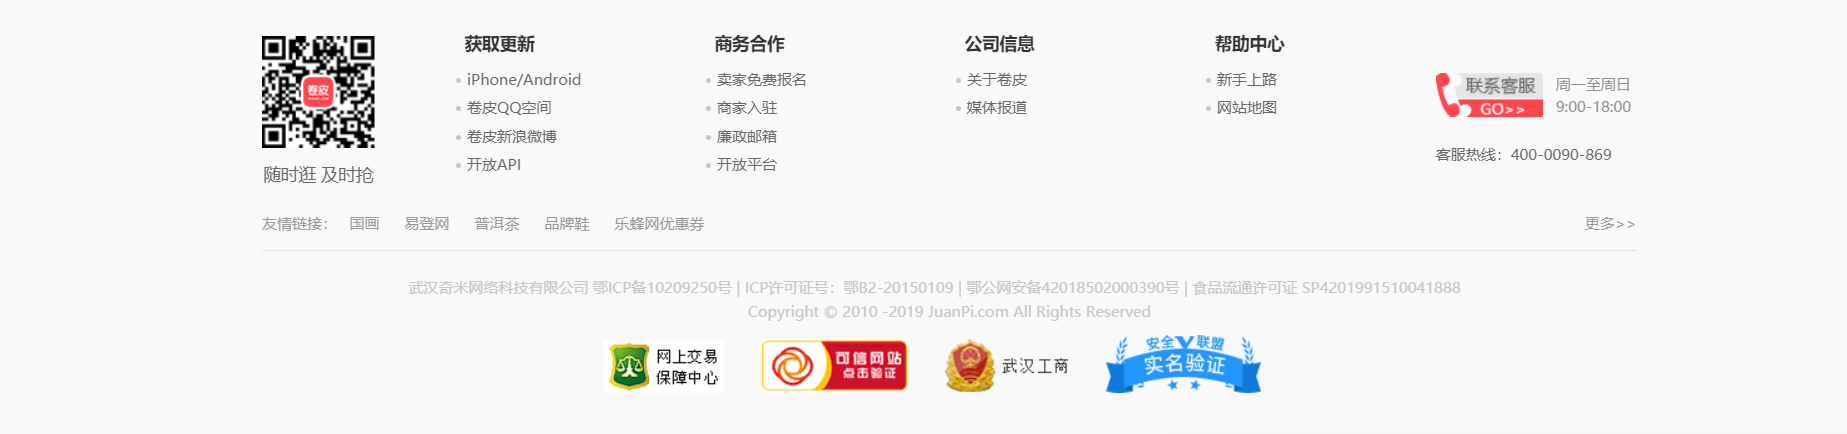 获取更新
iPhone/Android
卷皮QQ空间
卷皮新浪微博
开放API
商务合作
卖家免费报名
商家入驻
廉政邮箱
开放平台
公司信息
关于卷皮
媒体报道
帮助中心
新手上路
网站地图
卷皮
随时逛 及时抢
联系客服
GO>>
周一至周日
9:00-18:00
客服热线：400-0090-869
友情链接： 国画 易登网 普洱茶 品牌鞋 乐蜂网优惠券 更多>>
武汉奇米网络科技有限公司 鄂ICP备10209250号 | ICP许可证号：鄂B2-20150109 | 鄂公网安备42018502000390号 | 食品流通许可证 SP4201991510041888
Copyright © 2010 -2019 JuanPi.com All Rights Reserved
网上交易
保障中心
可信网站
点击验证
武汉工商
安全联盟
实名验证